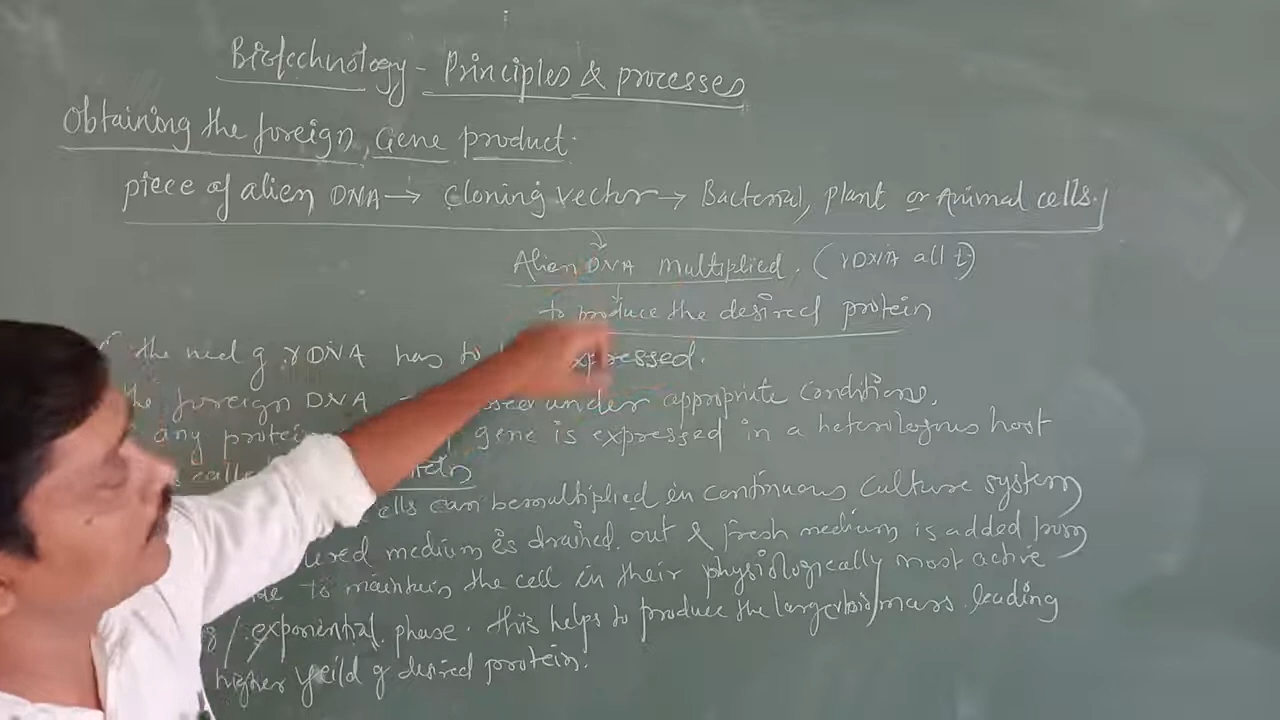 Biotechnology - Principles & processes
Obtaining the foreign, Gene product.
piece of alien DNA → Cloning vector → Bacterial, plant or Animal cells.
Alien DNA Multiplied.
to produce the desired protein
the need of rDNA has to expressed.
the foreign DNA under appropriate conditions,
any protein gene is expressed in a heterologous host
cells can be multiplied in continuous culture system
medium is drained out & fresh medium is added from
to maintain the cell in their physiologically most active
/ exponential phase. this helps to produce the larger biomass leading
higher yeild of desired protein.